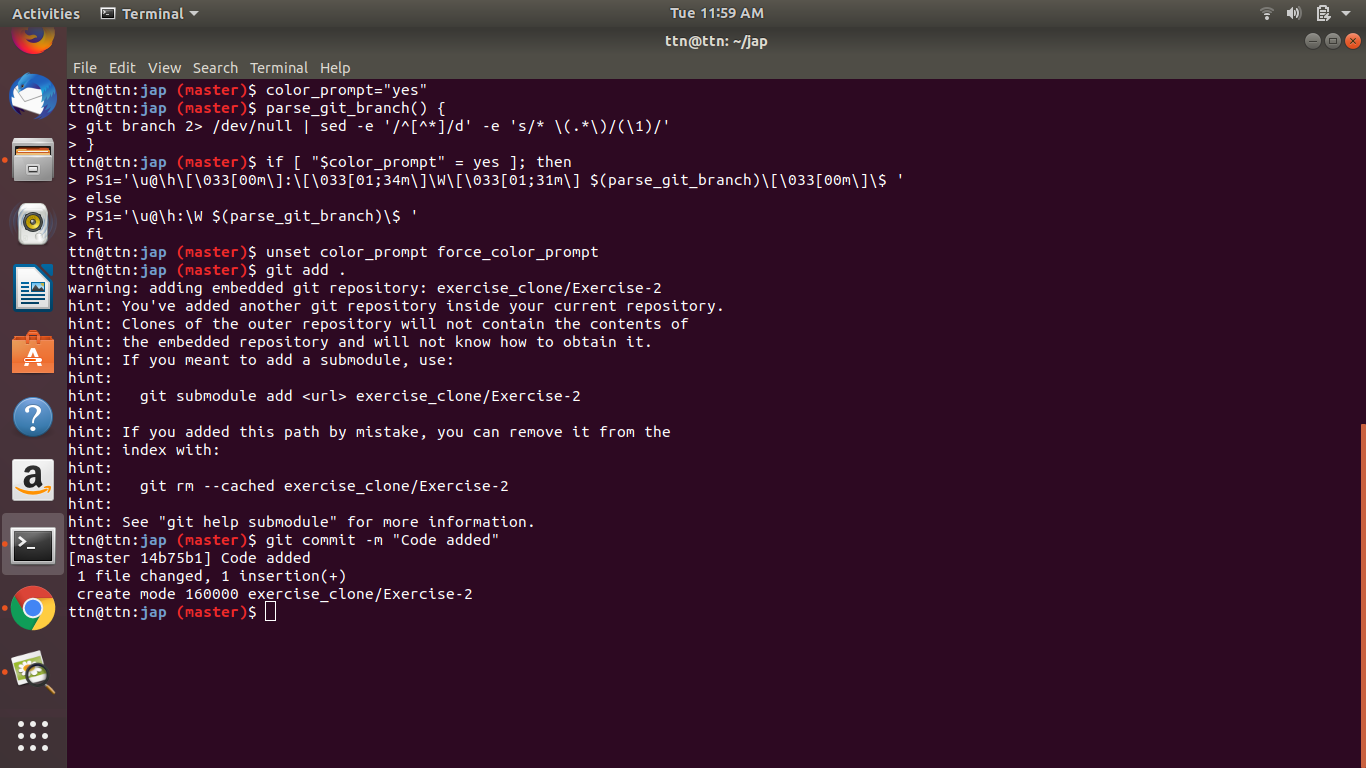 Activities Terminal Tue 11:59 AM
ttn@ttn: ~/jap
File Edit View Search Terminal Help
ttn@ttn:jap (master)$ color_prompt="yes"
ttn@ttn:jap (master)$ parse_git_branch() {
> git branch 2> /dev/null | sed -e '/^[^*]/d' -e 's/* \(.*\)/(\1)/'
> }
ttn@ttn:jap (master)$ if [ "$color_prompt" = yes ]; then
> PS1='\u@\h\[\033[00m\]:\[\033[01;34m\]\W\[\033[01;31m\] $(parse_git_branch)\[\033[00m\]\$ '
> else
> PS1='\u@\h:\W $(parse_git_branch)\$ '
> fi
ttn@ttn:jap (master)$ unset color_prompt force_color_prompt
ttn@ttn:jap (master)$ git add .
warning: adding embedded git repository: exercise_clone/Exercise-2
hint: You've added another git repository inside your current repository.
hint: Clones of the outer repository will not contain the contents of
hint: the embedded repository and will not know how to obtain it.
hint: If you meant to add a submodule, use:
hint:
hint:   git submodule add <url> exercise_clone/Exercise-2
hint:
hint: If you added this path by mistake, you can remove it from the
hint: index with:
hint:
hint:   git rm --cached exercise_clone/Exercise-2
hint:
hint: See "git help submodule" for more information.
ttn@ttn:jap (master)$ git commit -m "Code added"
[master 14b75b1] Code added
 1 file changed, 1 insertion(+)
 create mode 160000 exercise_clone/Exercise-2
ttn@ttn:jap (master)$